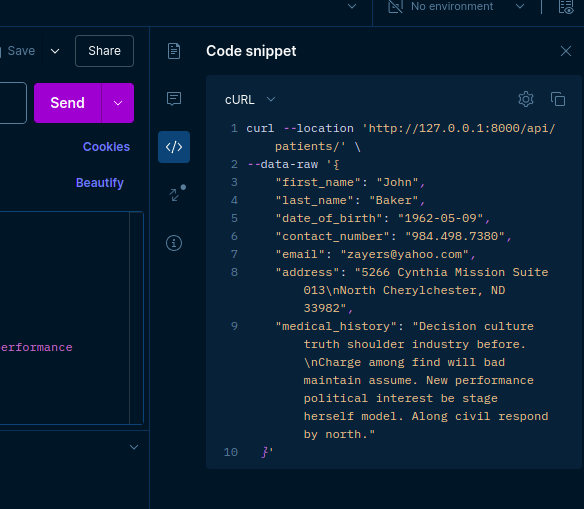 No environment
Save
Share
Code snippet
Send
cURL
Cookies
Beautify
erformance
1 curl --location 'http://127.0.0.1:8000/api/
patients/' \
2 --data-raw '{
3 "first_name": "John",
4 "last_name": "Baker",
5 "date_of_birth": "1962-05-09",
6 "contact_number": "984.498.7380",
7 "email": "zayers@yahoo.com",
8 "address": "5266 Cynthia Mission Suite
013\nNorth Cherylchester, ND
33982",
9 "medical_history": "Decision culture
truth shoulder industry before.
\nCharge among find will bad
maintain assume. New performance
political interest be stage
herself model. Along civil respond
by north."
10 }'